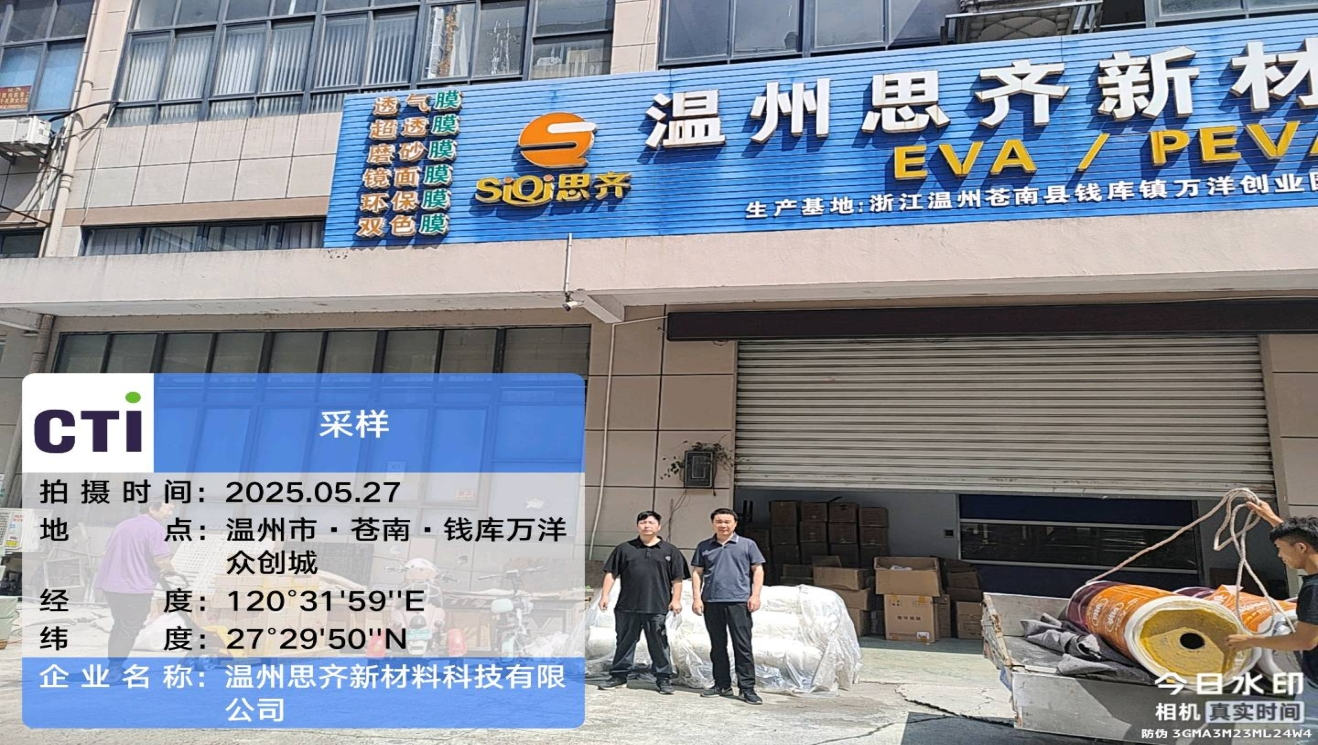 透气膜
超透膜
磨砂膜
镜面膜
环保膜
双色膜
SiQi思齐
温州思齐新材
EVA / PEVA
生产基地:浙江温州苍南县钱库镇万洋创业园
CTi
采样
拍摄时间: 2025.05.27
地点: 温州市·苍南·钱库万洋
众创城
经度: 120°31'59''E
纬度: 27°29'50''N
企业名称: 温州思齐新材料科技有限
公司
今日水印
相机 真实时间
防伪 3GMA3M23ML24W4